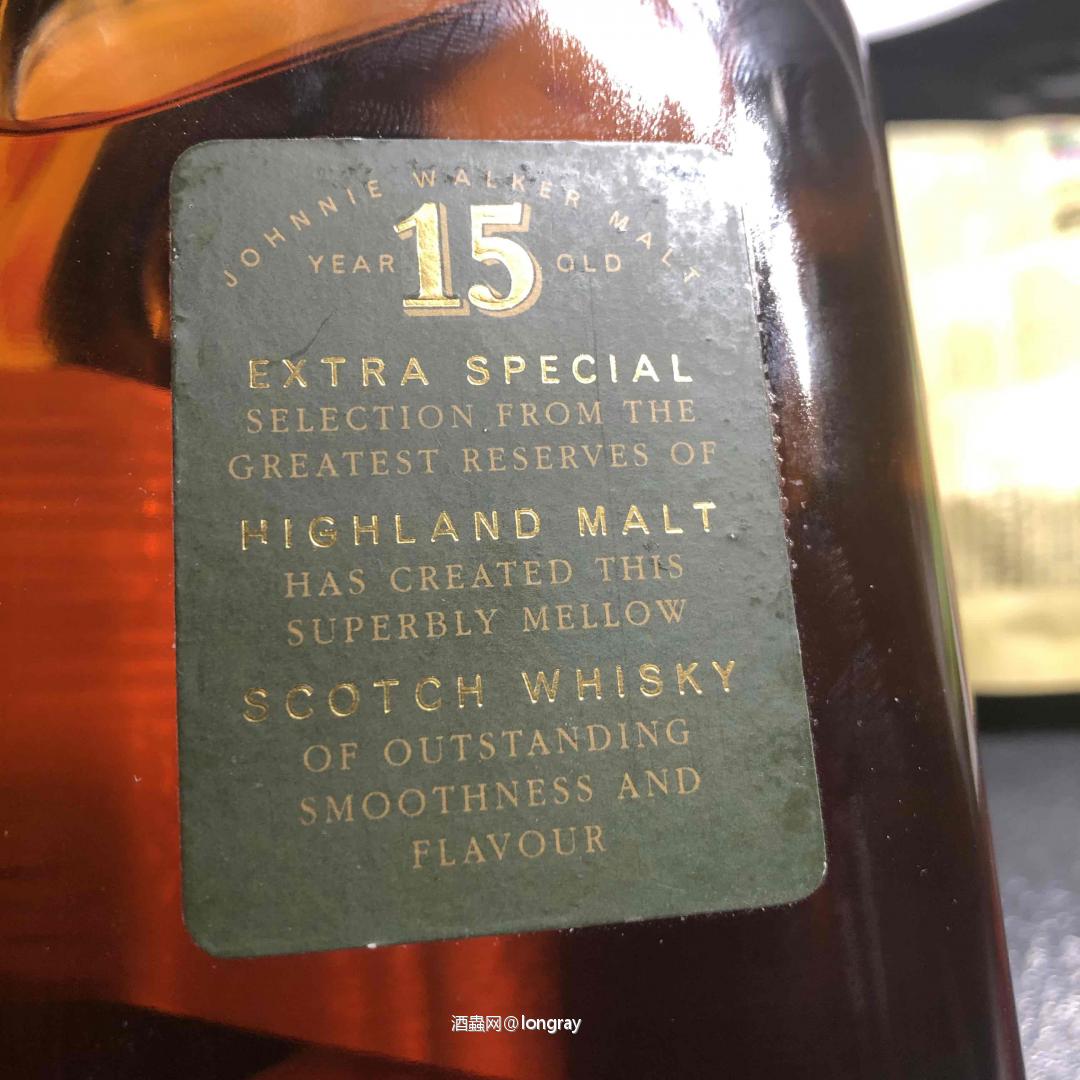 JOHNNIE WALKER MALT
YEAR 15 OLD
EXTRA SPECIAL
SELECTION FROM THE
GREATEST RESERVES OF
HIGHLAND MALT
HAS CREATED THIS
SUPERBLY MELLOW
SCOTCH WHISKY
OF OUTSTANDING
SMOOTHNESS AND
FLAVOUR
酒蟲网@longray